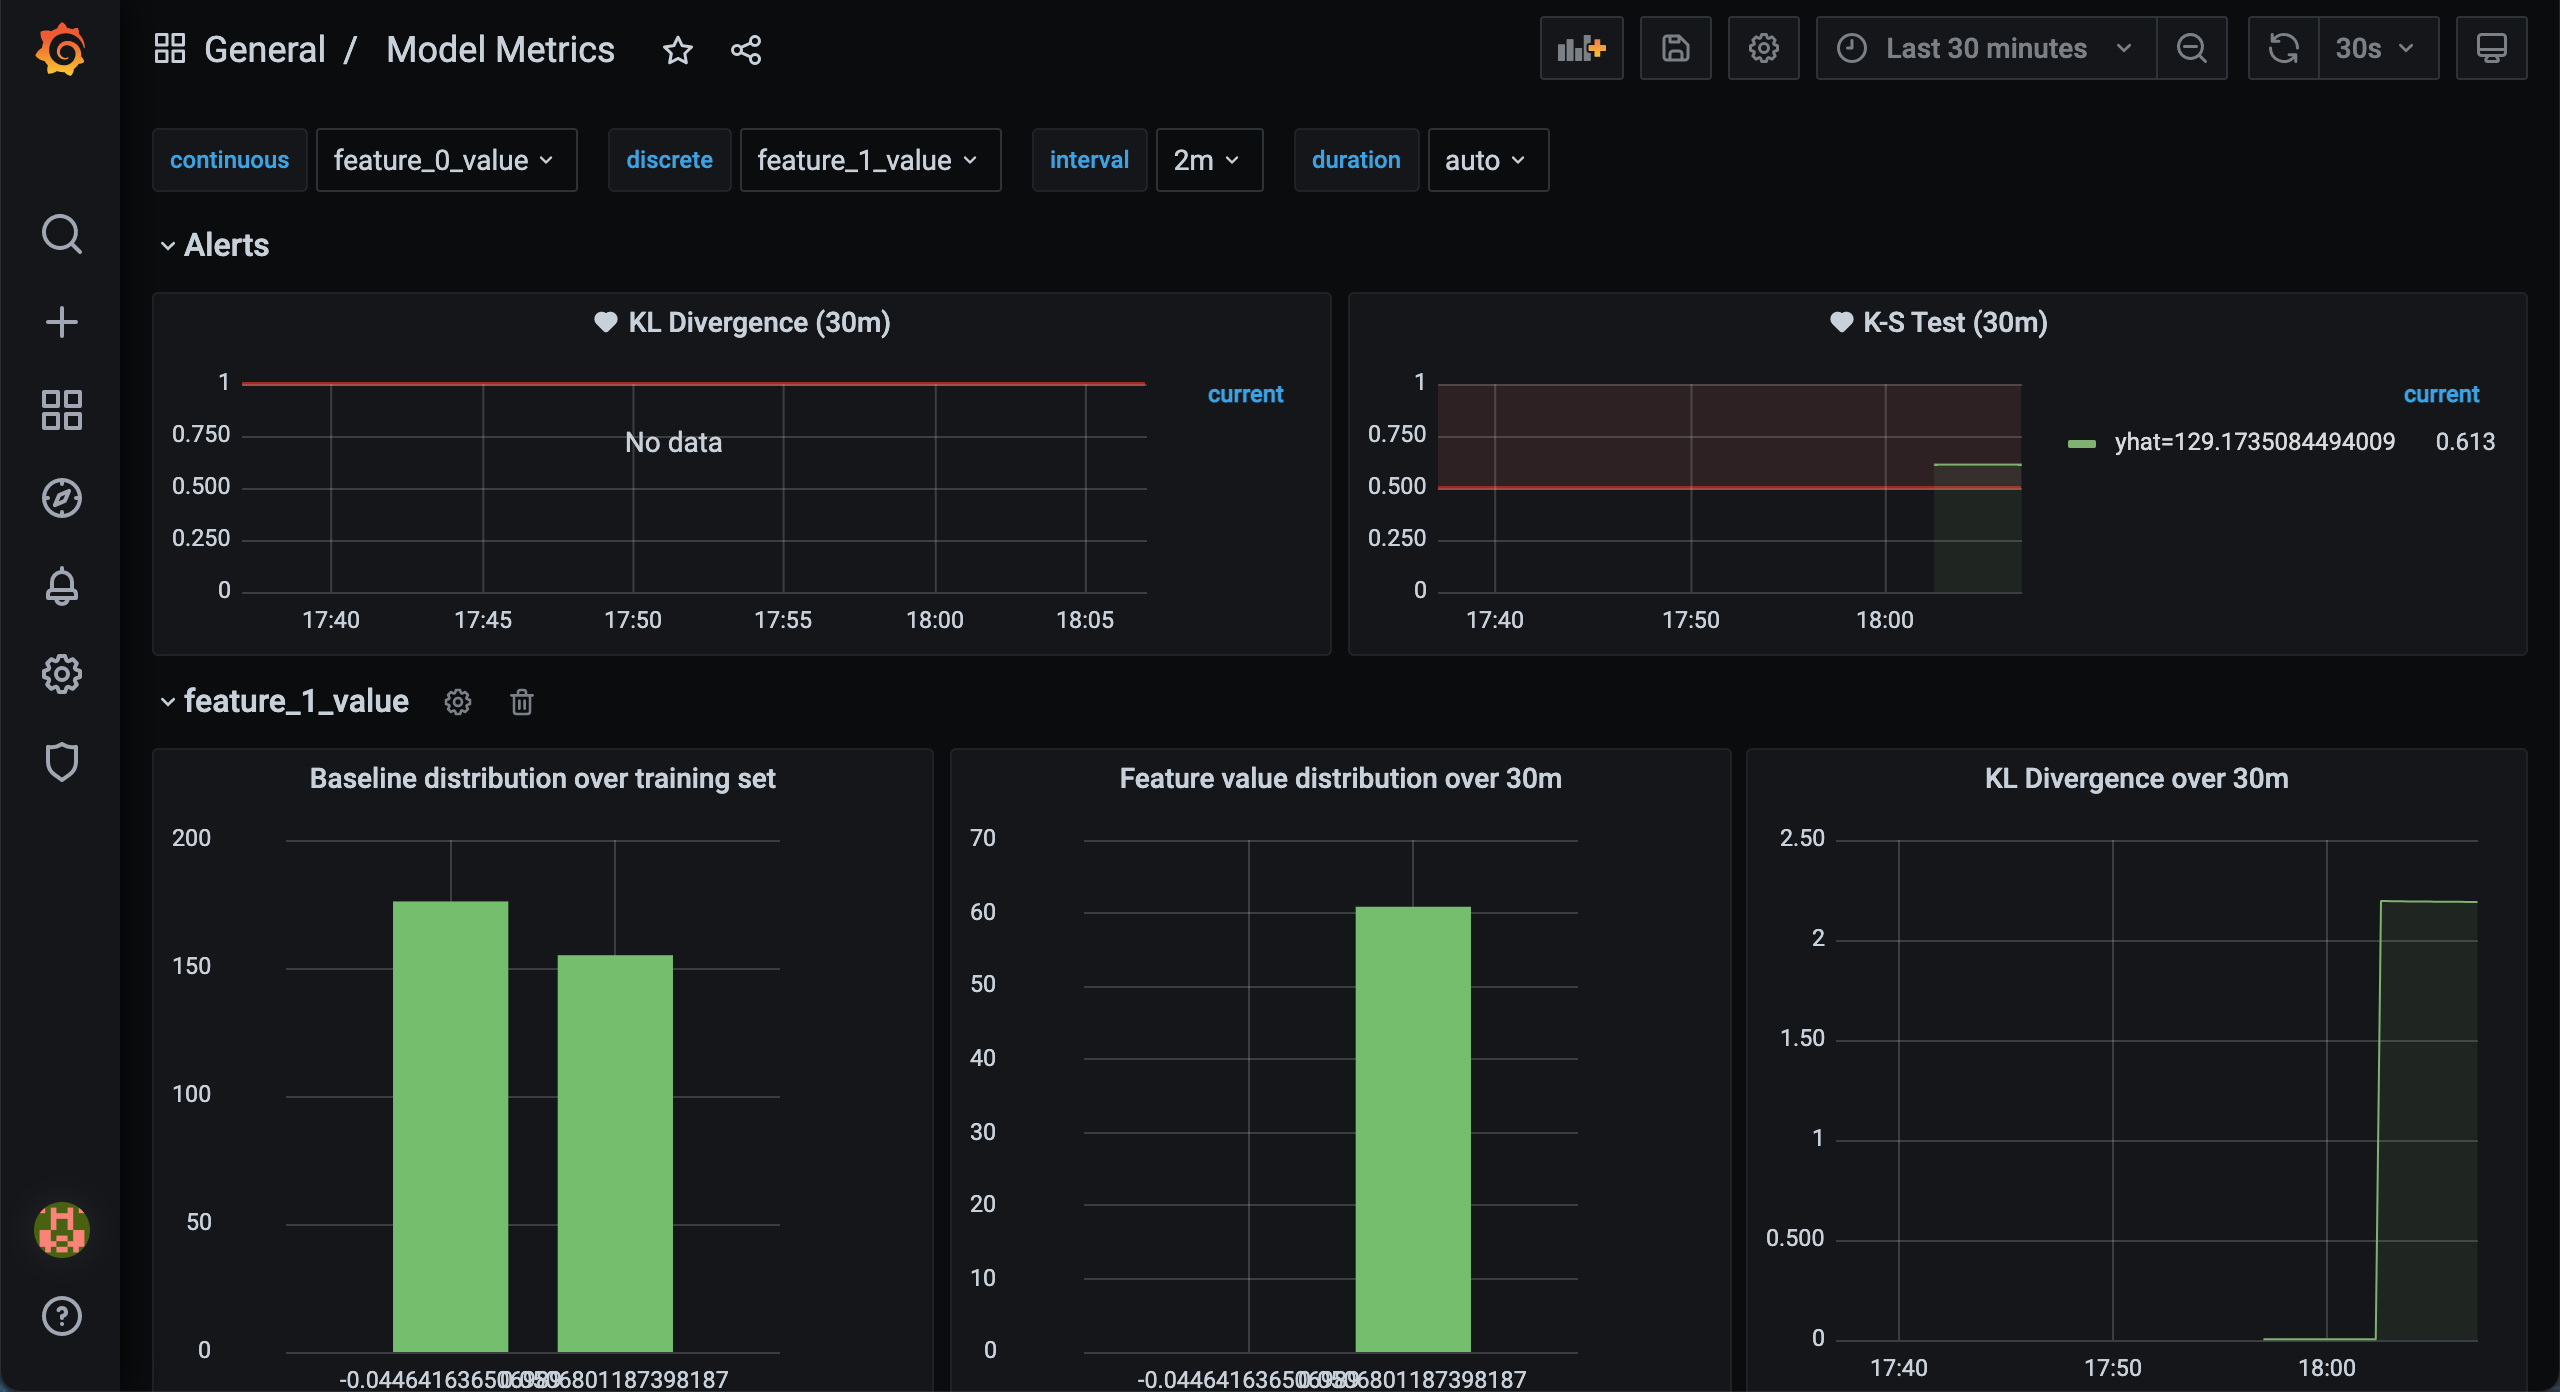 General / Model Metrics
Last 30 minutes
30s
continuous feature_0_value discrete feature_1_value interval 2m duration auto
Alerts
KL Divergence (30m)
1
0.750
0.500
0.250
0
No data
17:40 17:45 17:50 17:55 18:00 18:05
current
K-S Test (30m)
1
0.750
0.500
0.250
0
17:40 17:50 18:00
current
yhat=129.1735084494009 0.613
feature_1_value
Baseline distribution over training set
200
150
100
50
0
Feature value distribution over 30m
70
60
50
40
30
20
10
0
KL Divergence over 30m
2.50
2
1.50
1
0.500
0
17:40 17:50 18:00